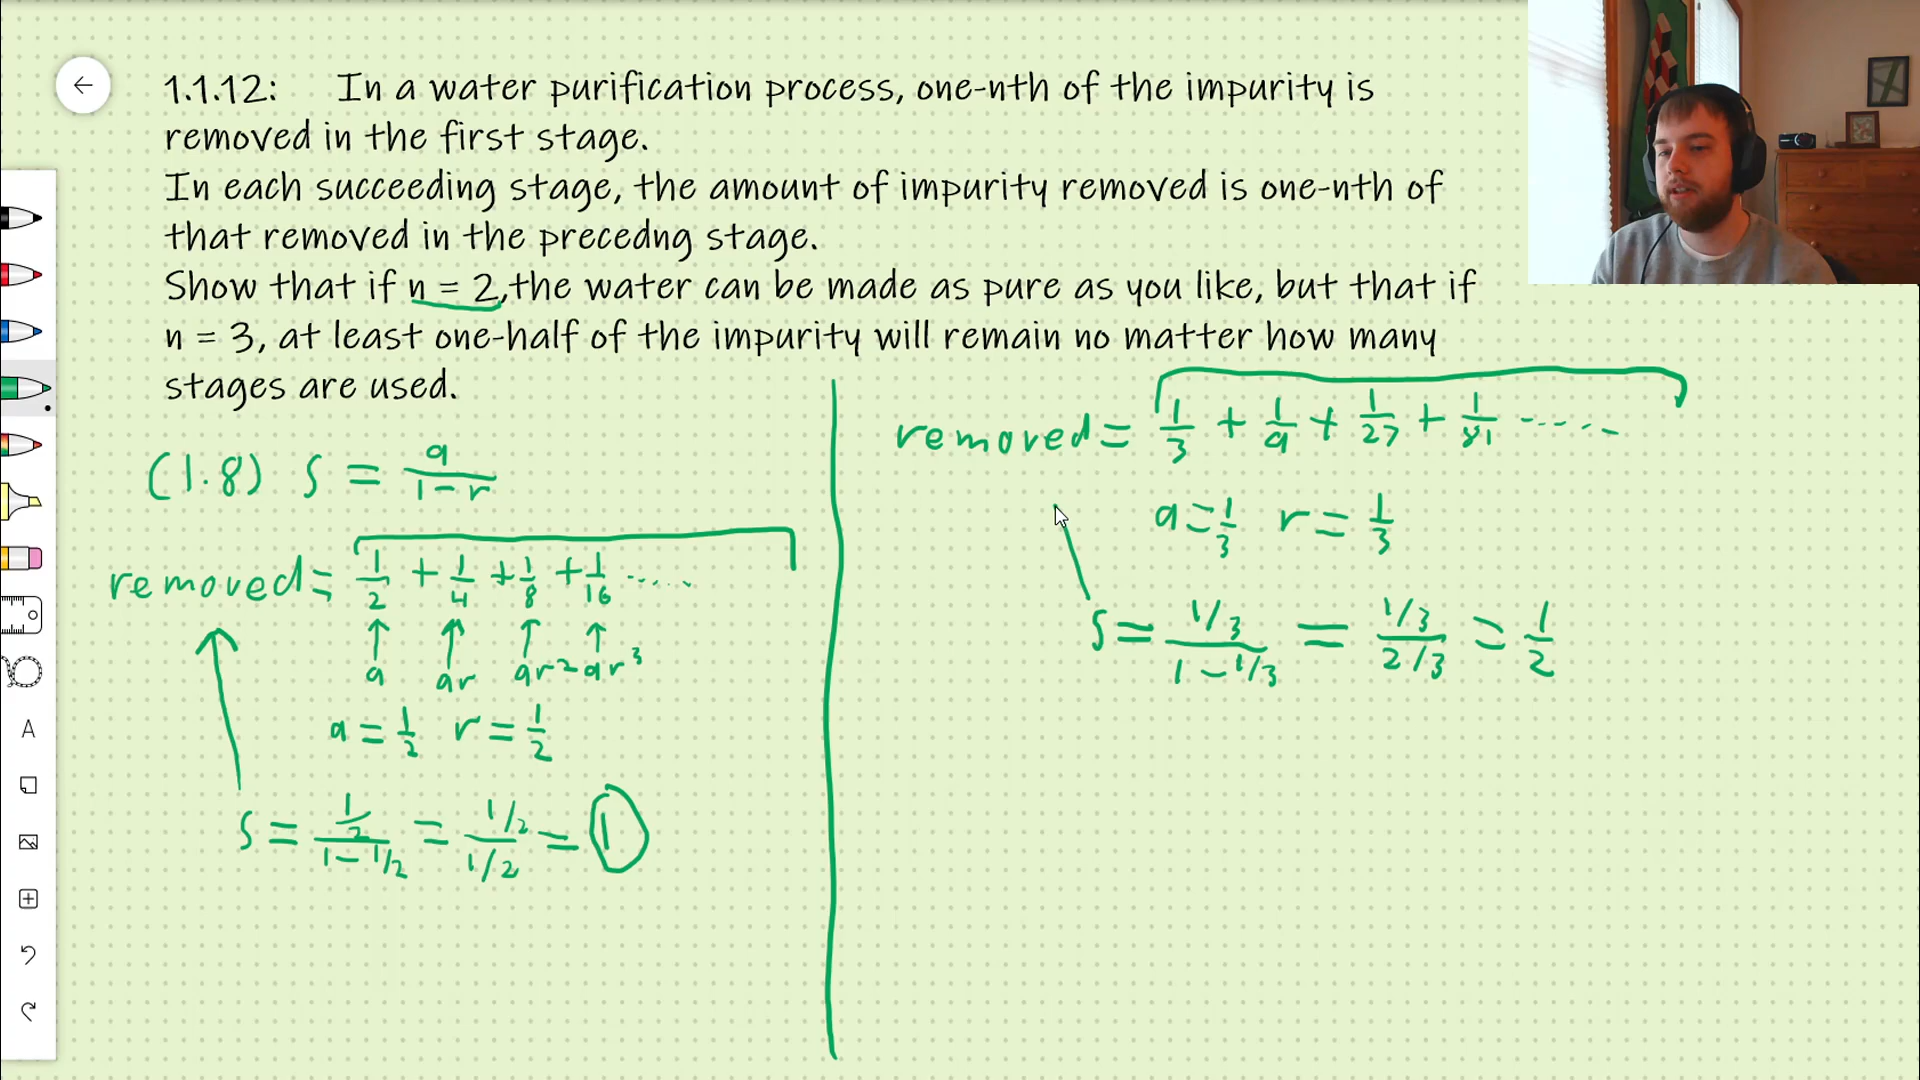 1.1.12: In a water purification process, one-nth of the impurity is
removed in the first stage.
In each succeeding stage, the amount of impurity removed is one-nth of
that removed in the precedng stage.
Show that if n = 2,the water can be made as pure as you like, but that if
n = 3, at least one-half of the impurity will remain no matter how many
stages are used.
(1.8) S = a/(1-r)
removed = 1/2 + 1/4 + 1/8 + 1/16 .....
a ar ar² ar³
a = 1/2 r = 1/2
S = (1/2)/(1-1/2) = (1/2)/(1/2) = 1
removed = 1/3 + 1/9 + 1/27 + 1/81 .....
a = 1/3 r = 1/3
S = (1/3)/(1-1/3) = (1/3)/(2/3) = 1/2
A